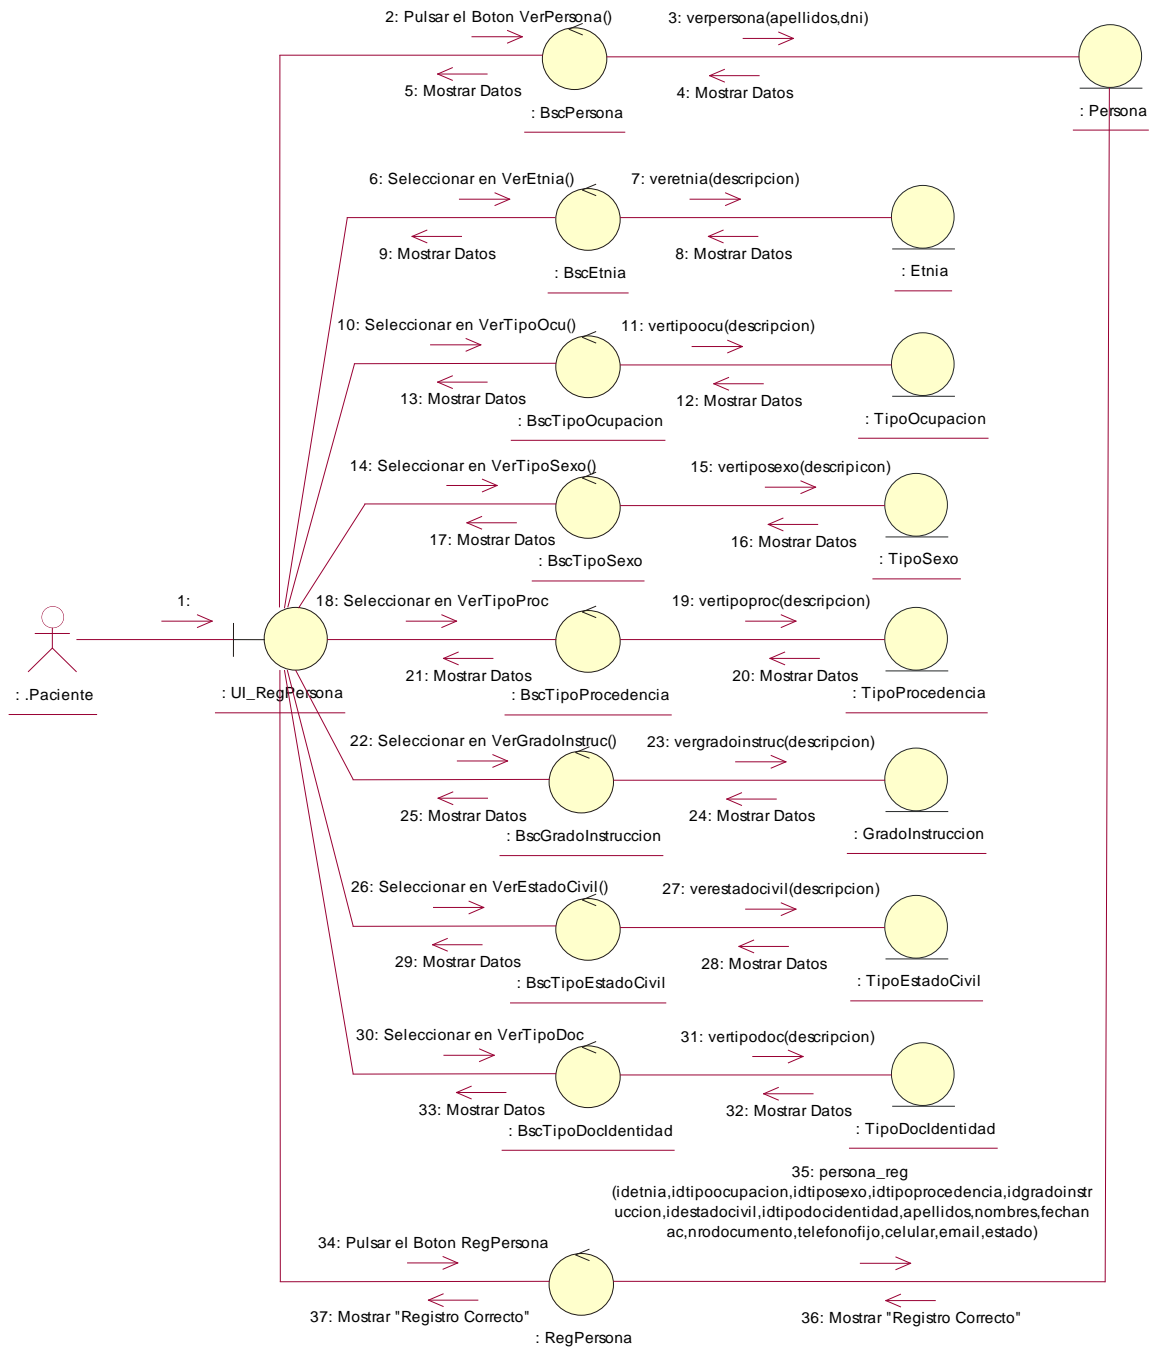 2: Pulsar el Boton VerPersona()
3: verpersona(apellidos,dni)
5: Mostrar Datos
4: Mostrar Datos
: BscPersona
: Persona
6: Seleccionar en VerEtnia()
7: veretnia(descripcion)
9: Mostrar Datos
8: Mostrar Datos
: BscEtnia
: Etnia
10: Seleccionar en VerTipoOcu()
11: vertipoocu(descripcion)
13: Mostrar Datos
12: Mostrar Datos
: BscTipoOcupacion
: TipoOcupacion
14: Seleccionar en VerTipoSexo()
15: vertiposexo(descripicon)
17: Mostrar Datos
16: Mostrar Datos
: BscTipoSexo
: TipoSexo
1:
18: Seleccionar en VerTipoProc
19: vertipoproc(descripcion)
21: Mostrar Datos
20: Mostrar Datos
: .Paciente
: UI_RegPersona
: BscTipoProcedencia
: TipoProcedencia
22: Seleccionar en VerGradoInstruc()
23: vergradoinstruc(descripcion)
25: Mostrar Datos
24: Mostrar Datos
: BscGradoInstruccion
: GradoInstruccion
26: Seleccionar en VerEstadoCivil()
27: verestadocivil(descripcion)
29: Mostrar Datos
28: Mostrar Datos
: BscTipoEstadoCivil
: TipoEstadoCivil
30: Seleccionar en VerTipoDoc
31: vertipodoc(descripcion)
33: Mostrar Datos
32: Mostrar Datos
: BscTipoDocIdentidad
: TipoDocIdentidad
35: persona_reg
(idetnia,idtipoocupacion,idtiposexo,idtipoprocedencia,idgradoinstr
uccion,idestadocivil,idtipodocidentidad,apellidos,nombres,fechan
ac,nrodocumento,telefonofijo,celular,email,estado)
34: Pulsar el Boton RegPersona
37: Mostrar "Registro Correcto"
36: Mostrar "Registro Correcto"
: RegPersona